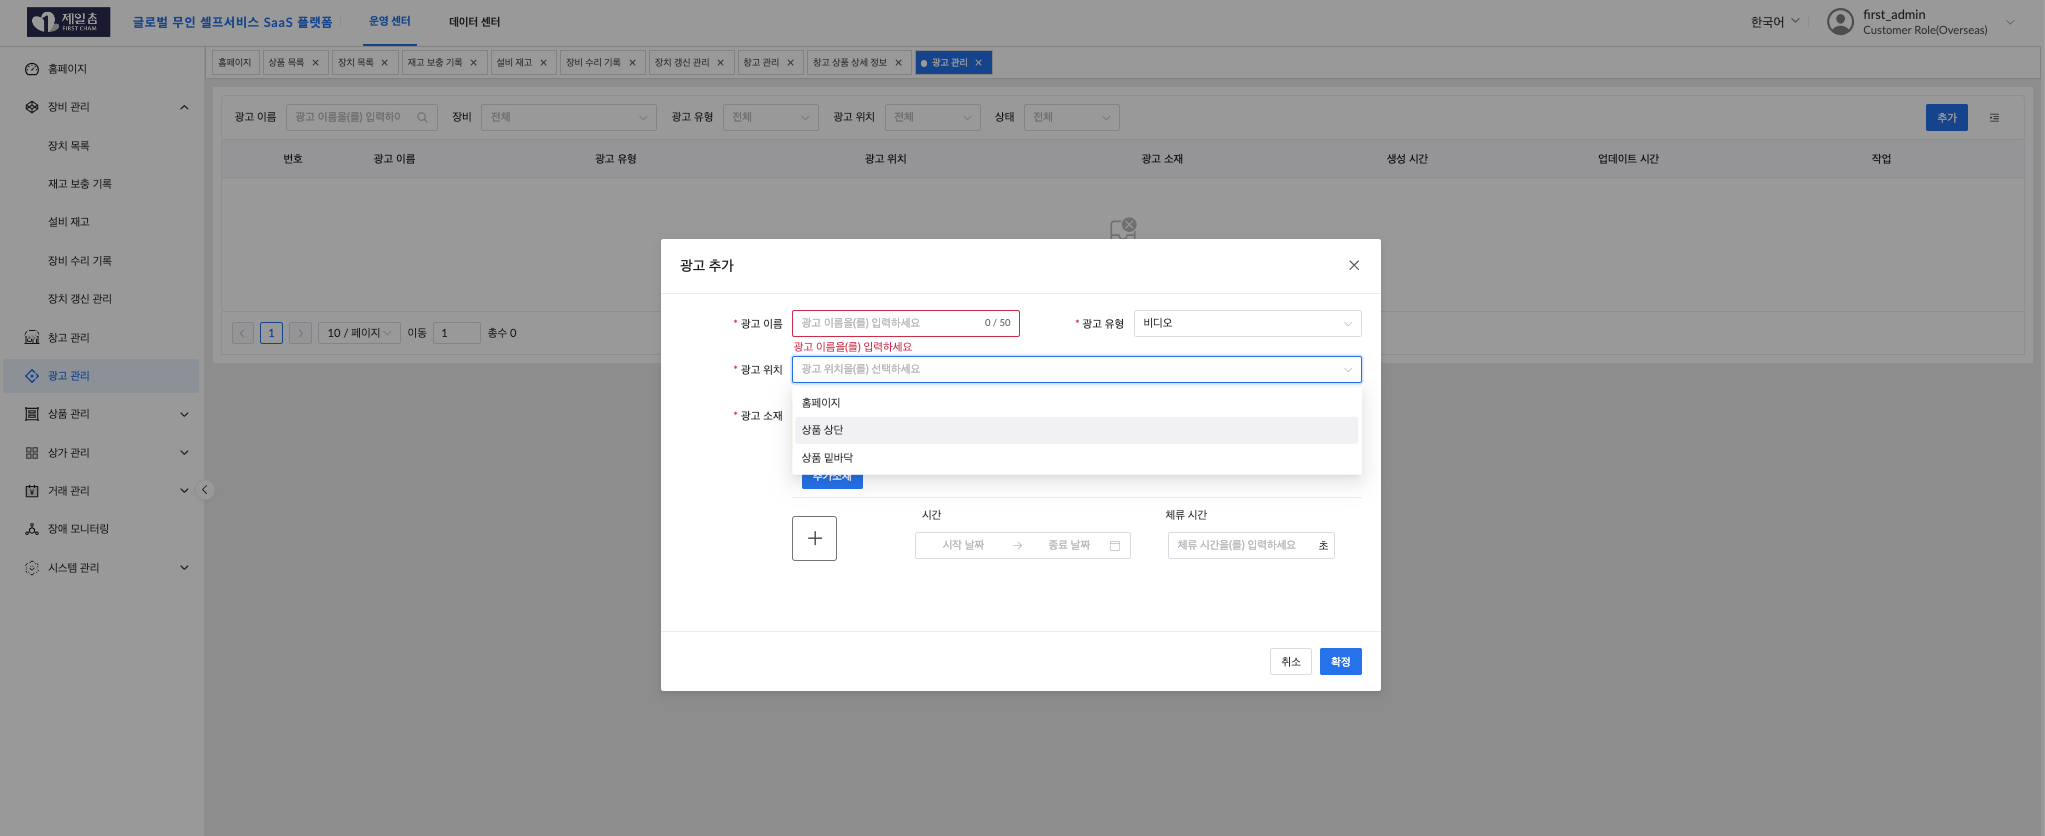 제일참
FIRST CHAM
글로벌 무인 셀프서비스 SaaS 플랫폼
운영 센터
데이터 센터
한국어
first_admin
Customer Role(Overseas)
홈페이지
장비 관리
장치 목록
재고 보충 기록
설비 재고
장비 수리 기록
장치 갱신 관리
창고 관리
광고 관리
상품 관리
상가 관리
거래 관리
장애 모니터링
시스템 관리
홈페이지 상품 목록 장치 목록 재고 보충 기록 설비 재고 장비 수리 기록 장치 갱신 관리 창고 관리 창고 상품 상세 정보 광고 관리
광고 이름 광고 이름을(를) 입력하 장비 전체 광고 유형 전체 광고 위치 전체 상태 전체 추가
번호 광고 이름 광고 유형 광고 위치 광고 소재 생성 시간 업데이트 시간 작업
1 10 / 페이지 이동 1 총수 0
광고 추가
* 광고 이름 광고 이름을(를) 입력하세요 0 / 50 * 광고 유형 비디오
광고 이름을(를) 입력하세요
* 광고 위치 광고 위치을(를) 선택하세요
홈페이지
* 광고 소재
상품 상단
상품 밑바닥
추가소재
시간 체류 시간
시작 날짜 종료 날짜 체류 시간을(를) 입력하세요 초
취소 확정